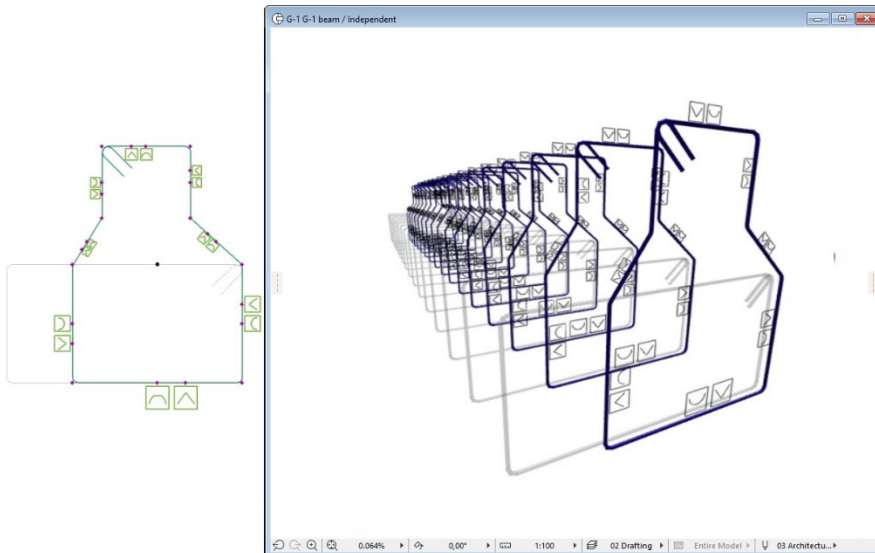 G-1 G-1 beam / Independent
0.064% 0,00° 1:100 02 Drafting Entire Model 03 Architectu...